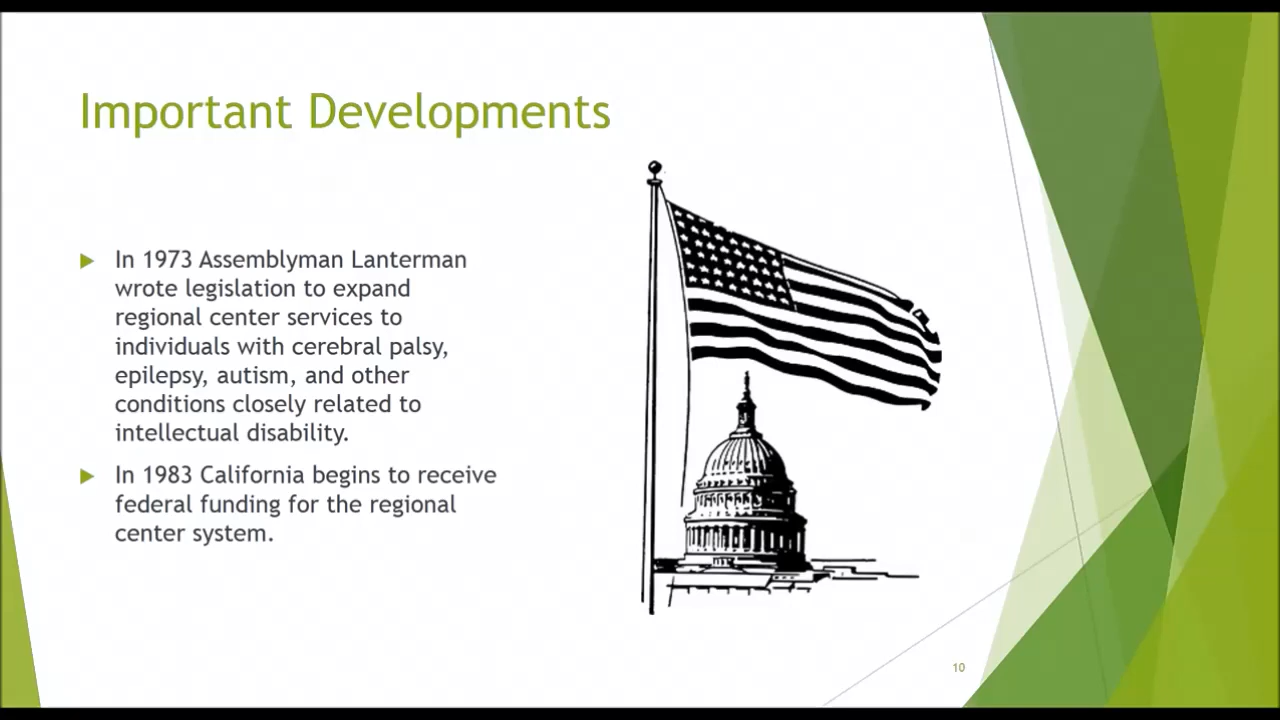 Important Developments
In 1973 Assemblyman Lanterman
wrote legislation to expand
regional center services to
individuals with cerebral palsy,
epilepsy, autism, and other
conditions closely related to
intellectual disability.
In 1983 California begins to receive
federal funding for the regional
center system.
10